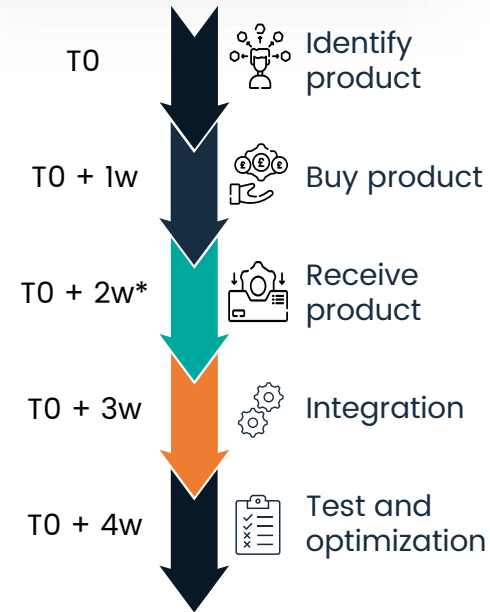 T0
Identify
product
T0 + 1w
£ £ £
Buy product
T0 + 2w*
Receive
product
T0 + 3w
Integration
T0 + 4w
Test and
optimization